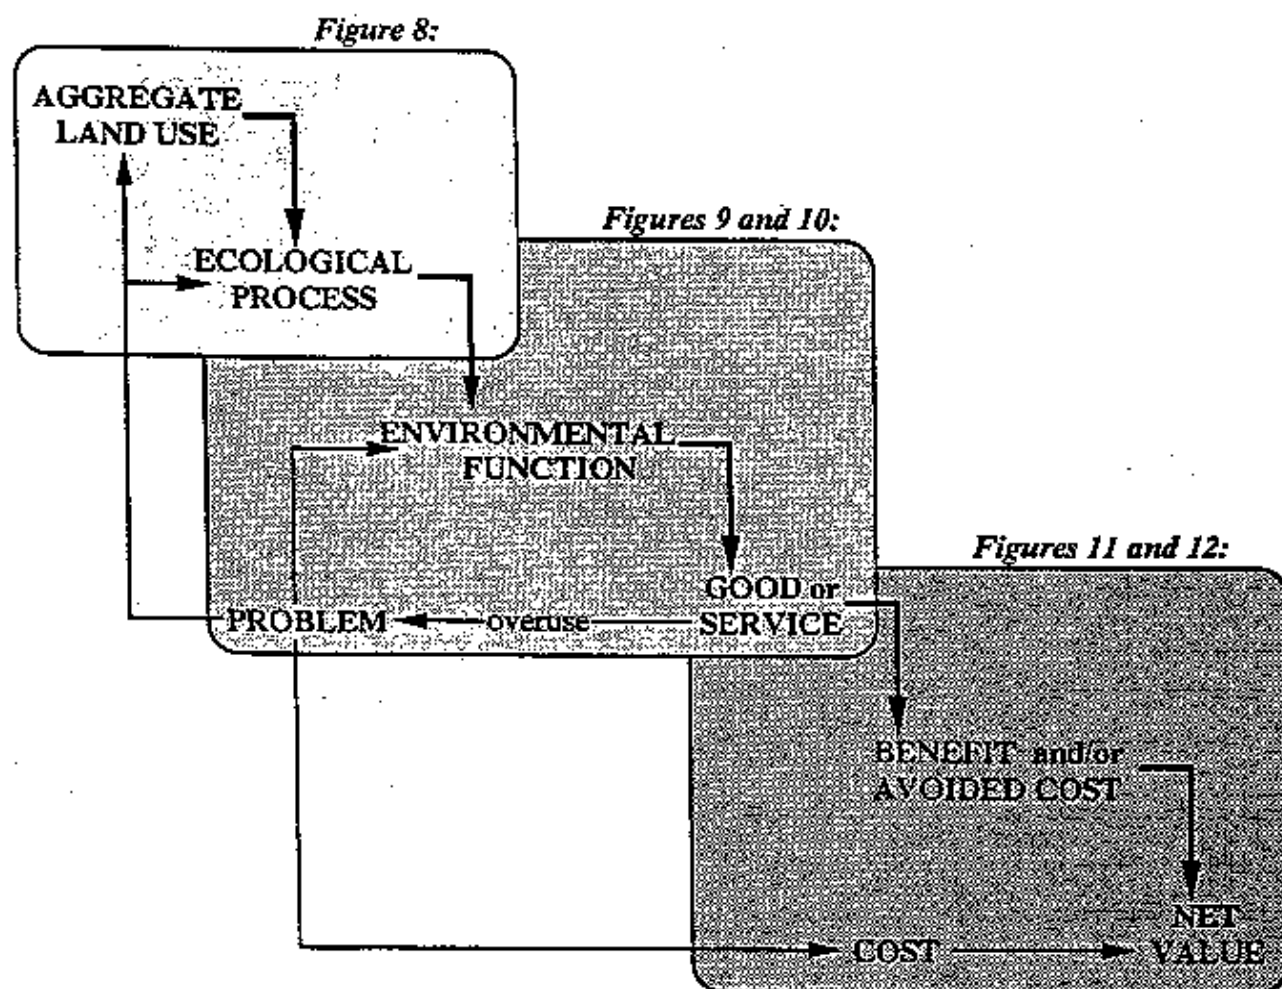 Figure 8:
AGGREGATE
LAND USE
Figures 9 and 10:
ECOLOGICAL
PROCESS
ENVIRONMENTAL
FUNCTION
Figures 11 and 12:
GOOD or
SERVICE
PROBLEM
overuse
BENEFIT and/or
AVOIDED COST
NET
VALUE
COST